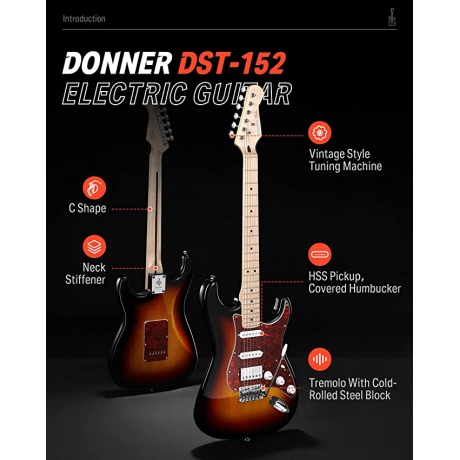 Introduction
DONNER DST-152
ELECTRIC GUITAR
Vintage Style
Tuning Machine
C Shape
Neck
Stiffener
HSS Pickup,
Covered Humbucker
Tremolo With Cold-
Rolled Steel Block